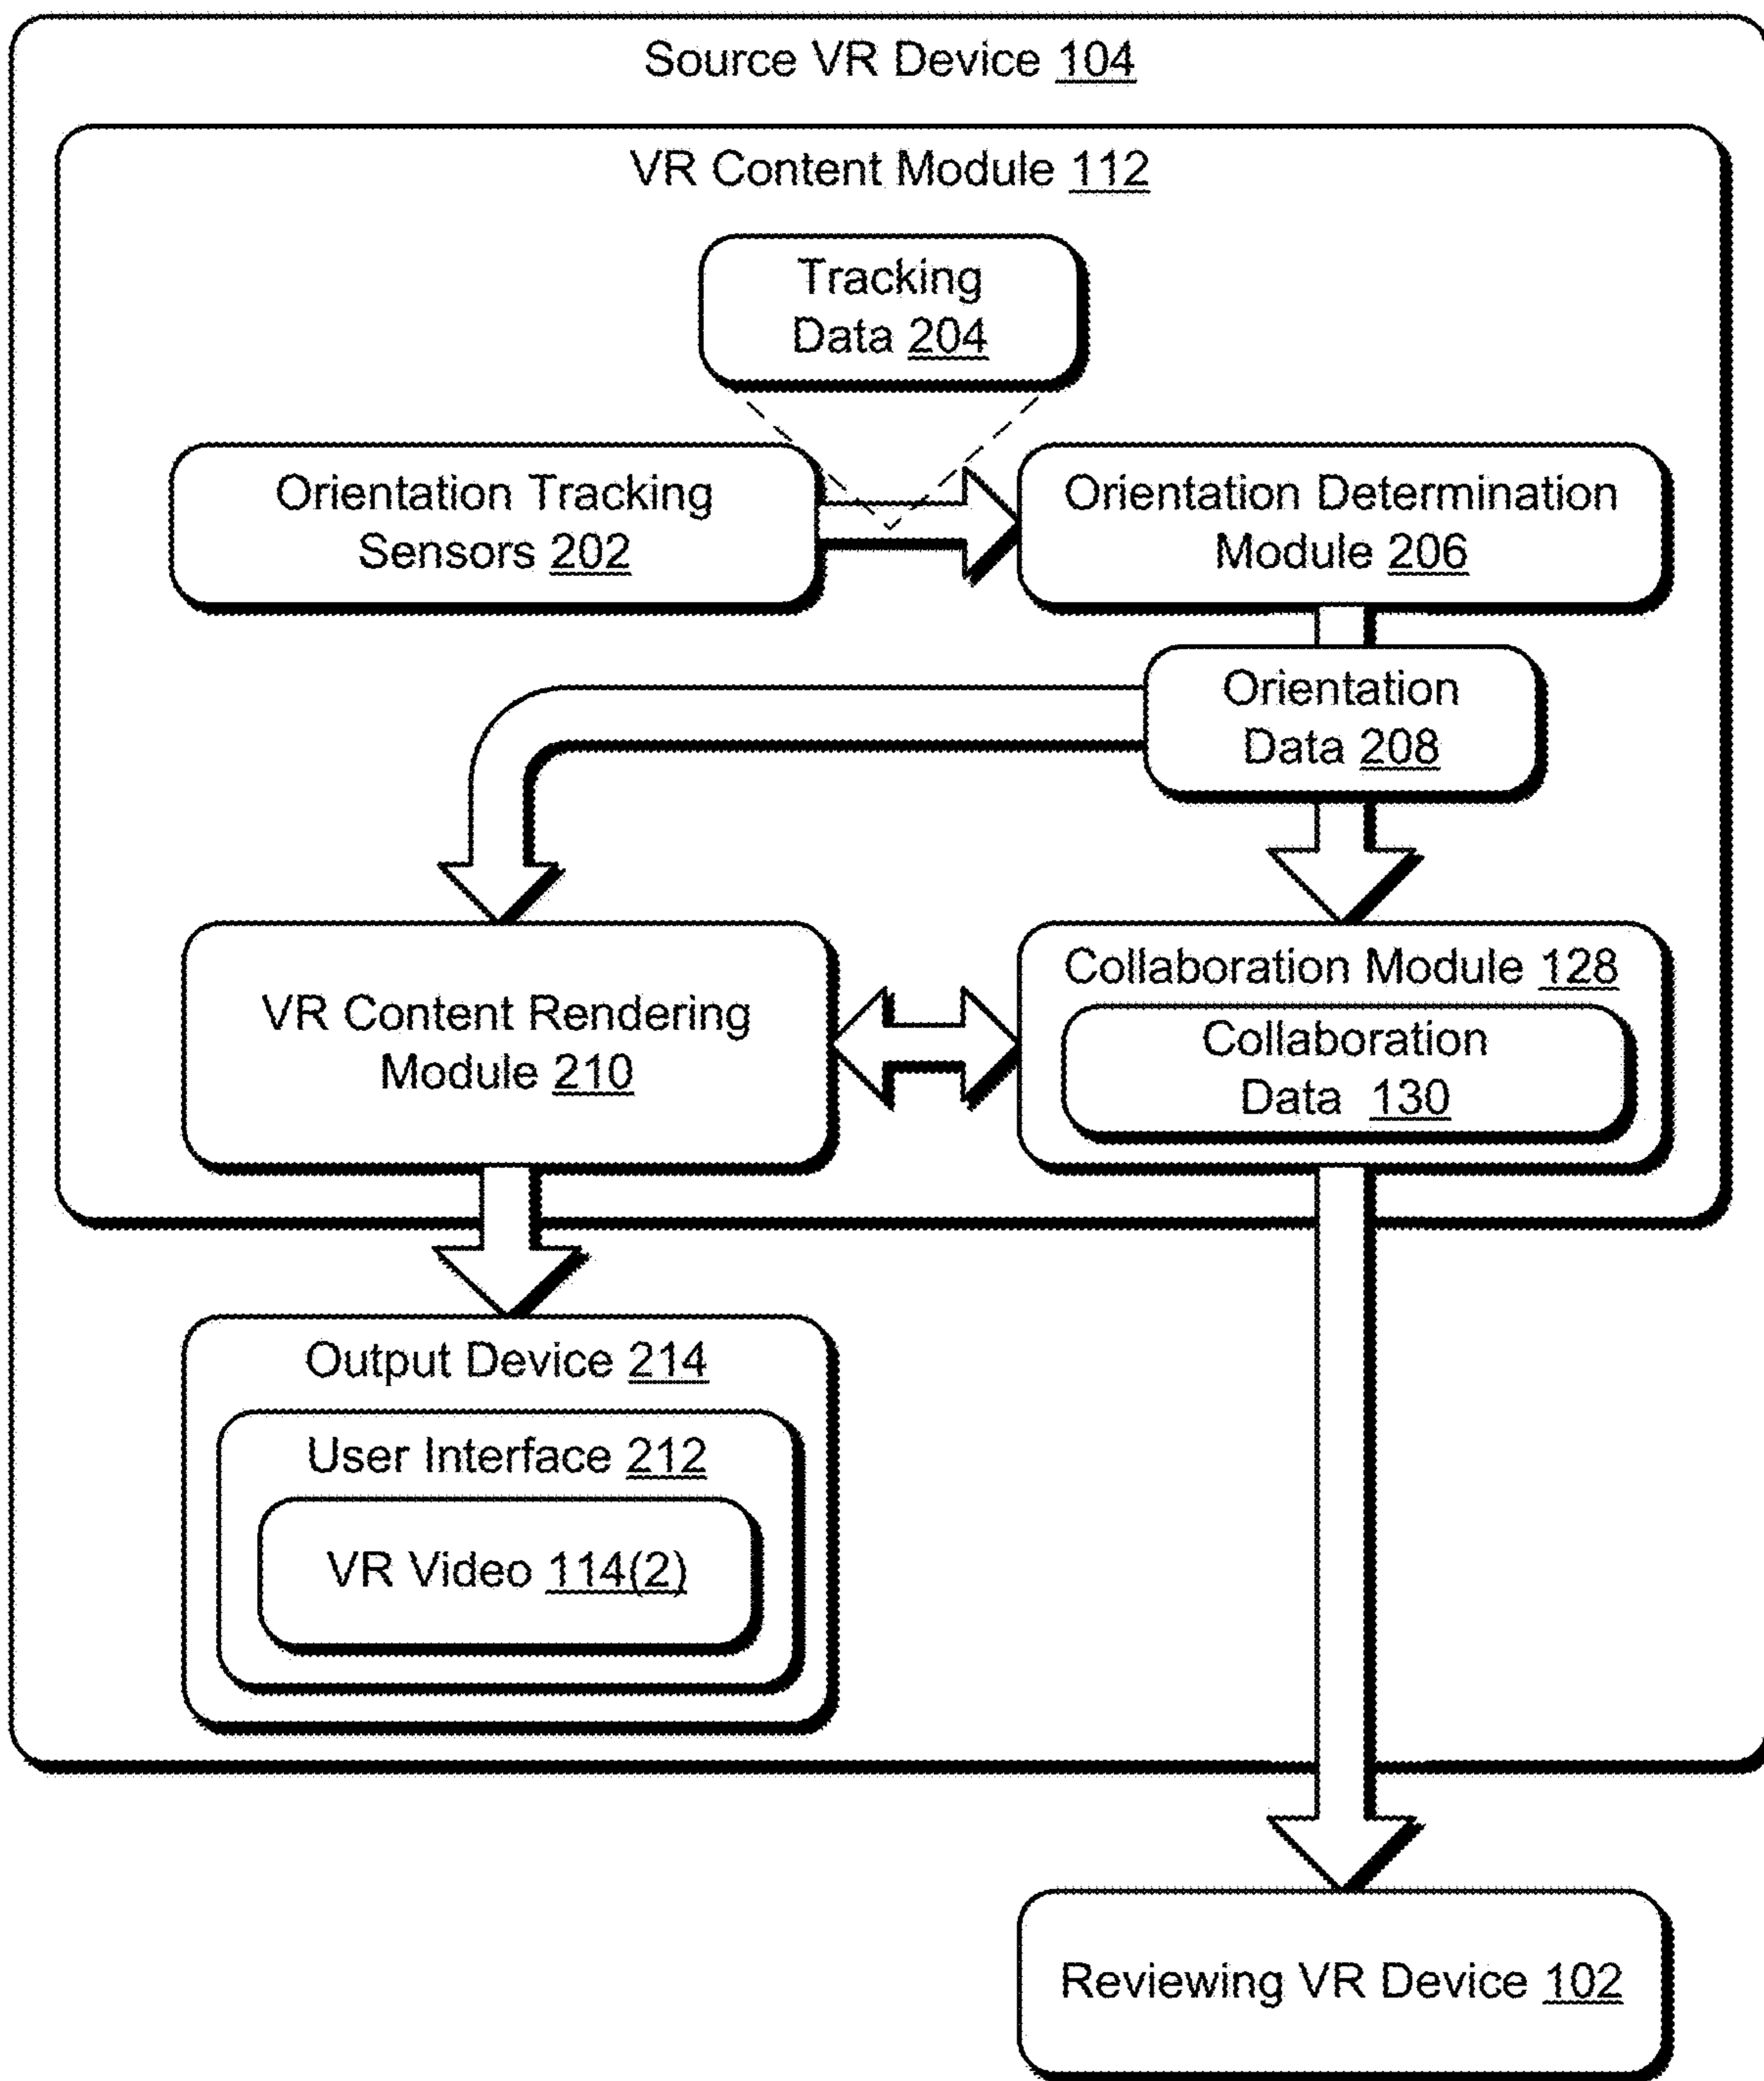 Source VR Device 104
VR Content Module 112
Tracking
Data 204
Orientation Tracking
Sensors 202
Orientation Determination
Module 206
Orientation
Data 208
VR Content Rendering
Module 210
Collaboration Module 128
Collaboration
Data 130
Output Device 214
User Interface 212
VR Video 114(2)
Reviewing VR Device 102